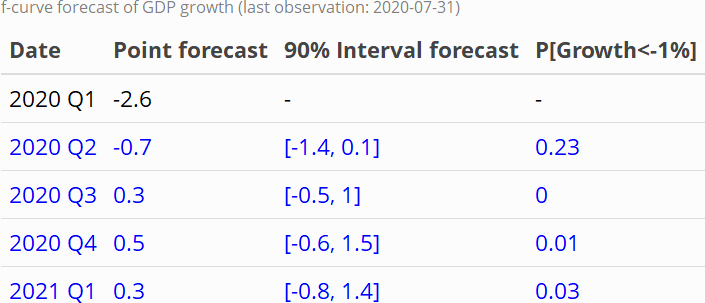 f-curve forecast of GDP growth (last observation: 2020-07-31)
Date Point forecast 90% Interval forecast P[Growth<-1%]
2020 Q1 -2.6 - -
2020 Q2 -0.7 [-1.4, 0.1] 0.23
2020 Q3 0.3 [-0.5, 1] 0
2020 Q4 0.5 [-0.6, 1.5] 0.01
2021 Q1 0.3 [-0.8, 1.4] 0.03